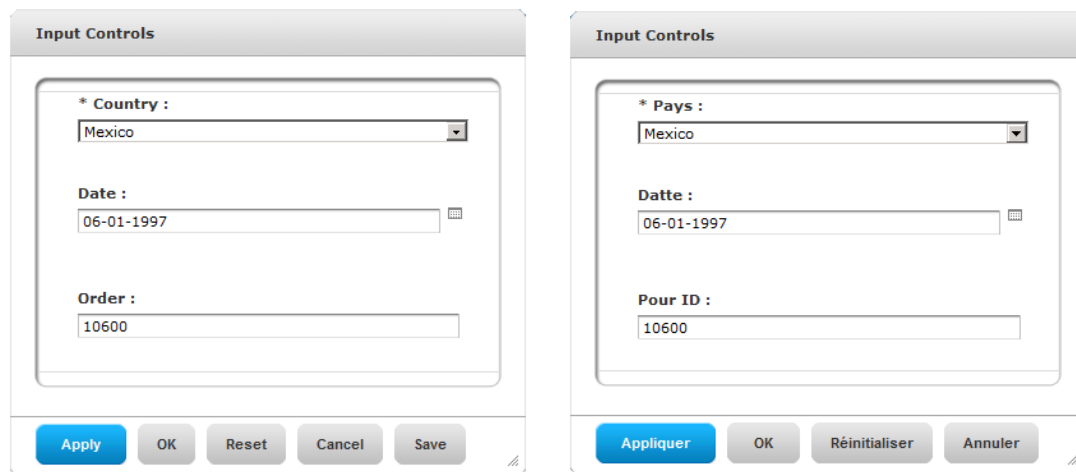 Input Controls
* Country :
Mexico
Date :
06-01-1997
Order :
10600
Apply OK Reset Cancel Save
Input Controls
* Pays :
Mexico
Datte :
06-01-1997
Pour ID :
10600
Appliquer OK Réinitialiser Annuler